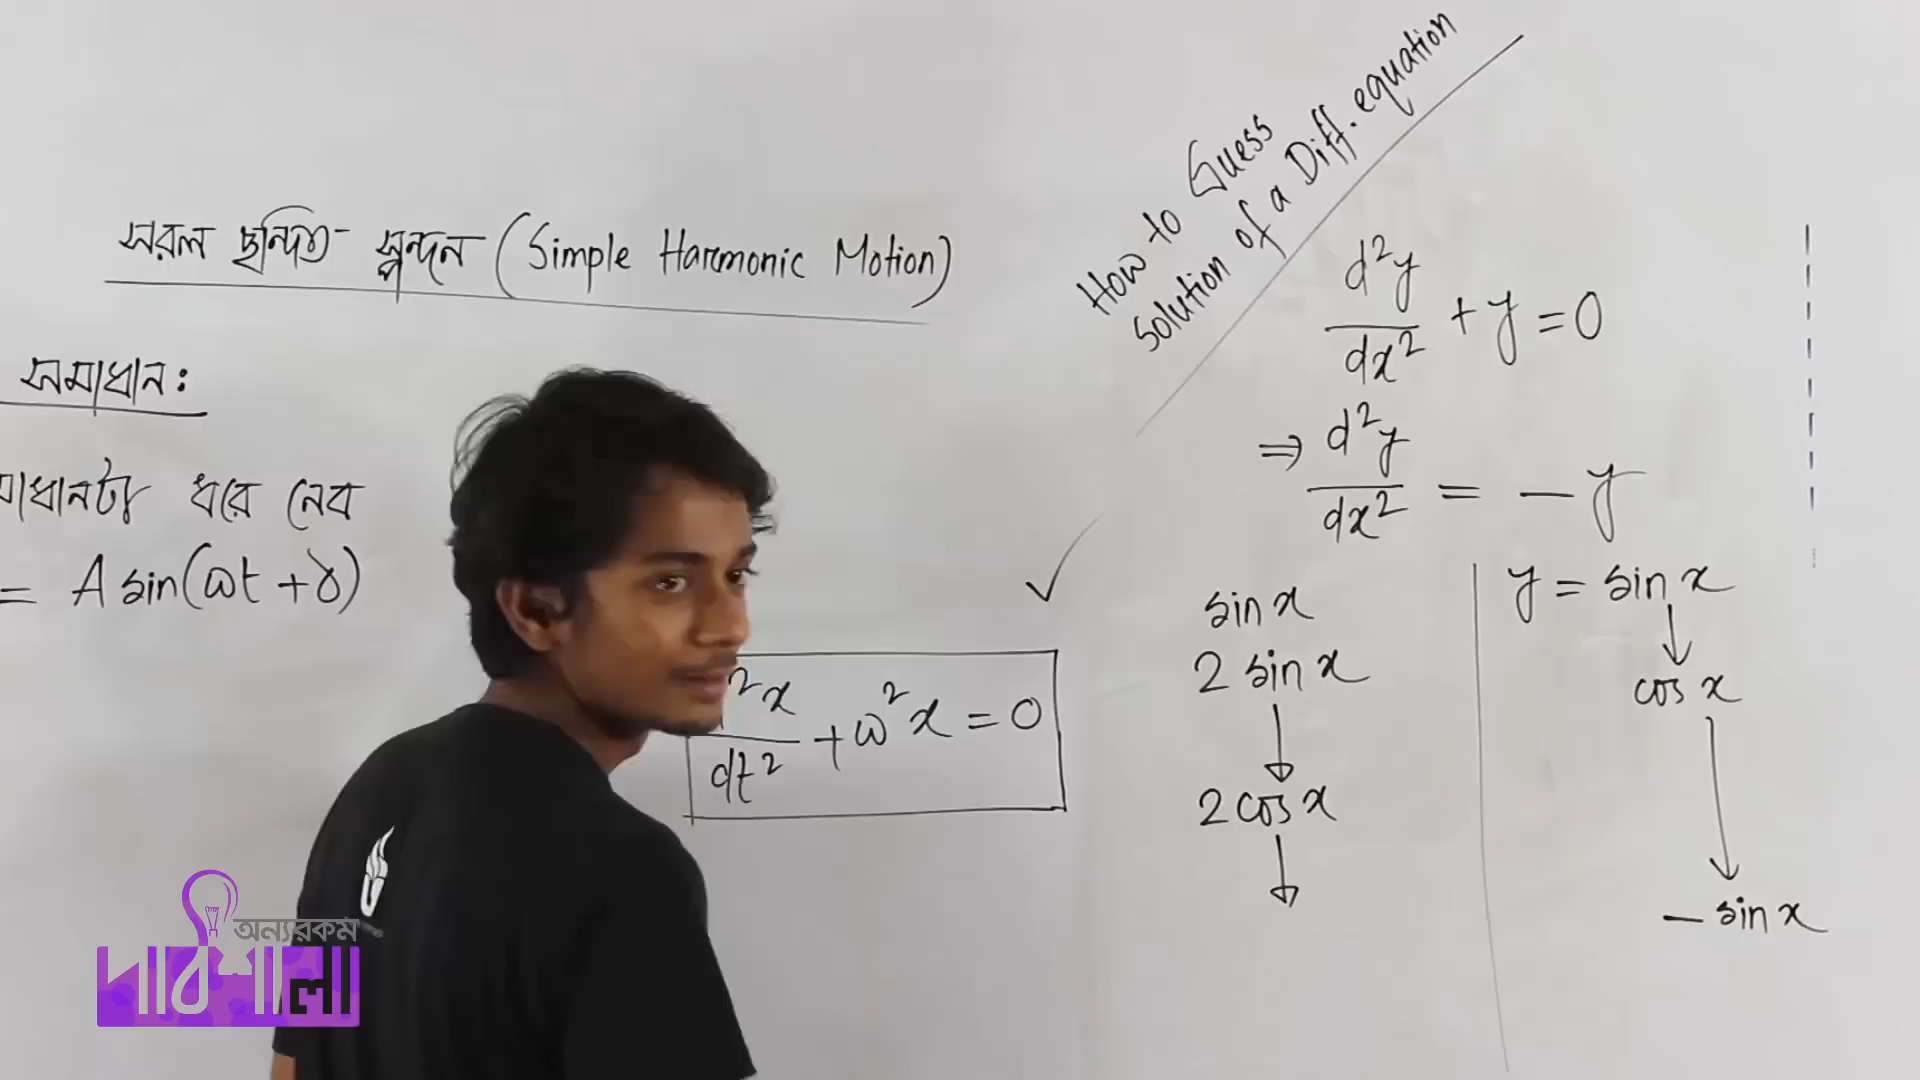 সরল ছন্দিত স্পন্দন (Simple Harmonic Motion)
সমাধান:
ধরে নেব
= A sin(ωt + δ)
²x
dt² + ω²x = 0
How to Guess
Solution of a Diff. equation
d²y
dx² + y = 0
⇒ d²y
dx² = - y
sin x
2 sin x
↓
2 cos x
↓
y = sin x
↓
cos x
↓
- sin x
অন্যরকম
পাঠশালা